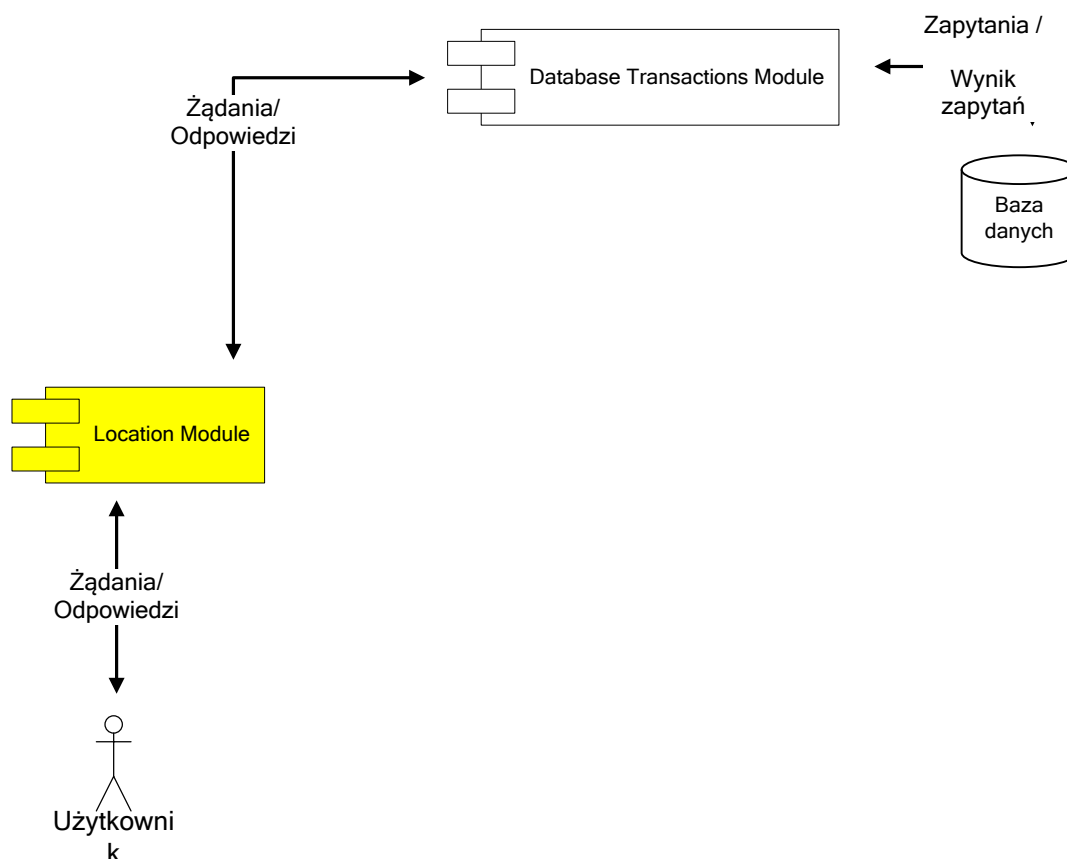 Zapytania /
Database Transactions Module
Wynik
zapytań
Żądania/
Odpowiedzi
Baza
danych
Location Module
Żądania/
Odpowiedzi
Użytkowni
k